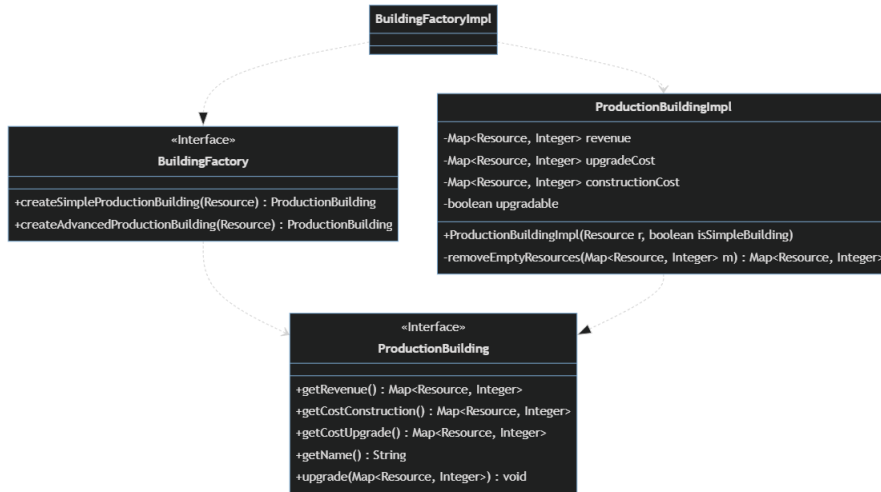 BuildingFactoryImpl
«Interface»
BuildingFactory
+createSimpleProductionBuilding(Resource) : ProductionBuilding
+createAdvancedProductionBuilding(Resource) : ProductionBuilding
ProductionBuildingImpl
-Map<Resource, Integer> revenue
-Map<Resource, Integer> upgradeCost
-Map<Resource, Integer> constructionCost
-boolean upgradable
+ProductionBuildingImpl(Resource r, boolean isSimpleBuilding)
-removeEmptyResources(Map<Resource, Integer> m) : Map<Resource, Integer>
«Interface»
ProductionBuilding
+getRevenue() : Map<Resource, Integer>
+getCostConstruction() : Map<Resource, Integer>
+getCostUpgrade() : Map<Resource, Integer>
+getName() : String
+upgrade(Map<Resource, Integer>) : void